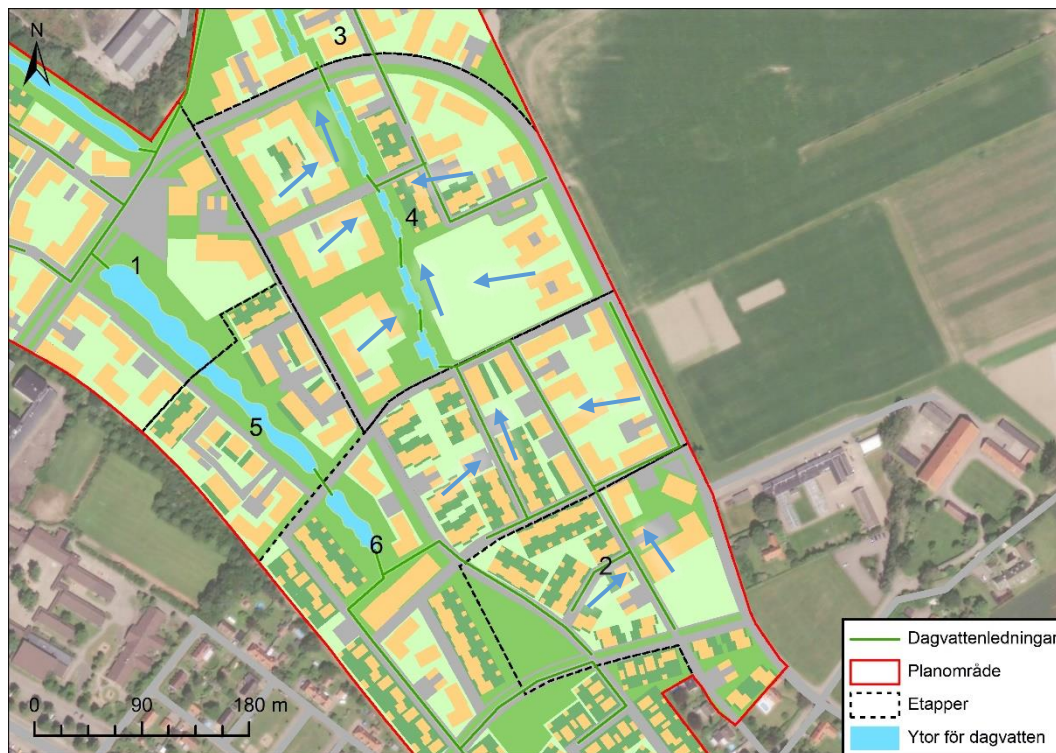 N
3
4
1
5
2
6
0 90 180 m
Dagvattenledningar
Planområde
Etapper
Ytor för dagvatten